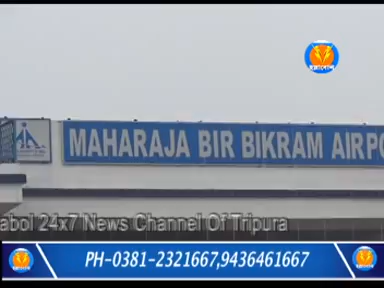 MAHARAJA BIR BIKRAM AIRPO
abol 24x7 News Channel Of Tripura
PH-0381-2321667,9436461667